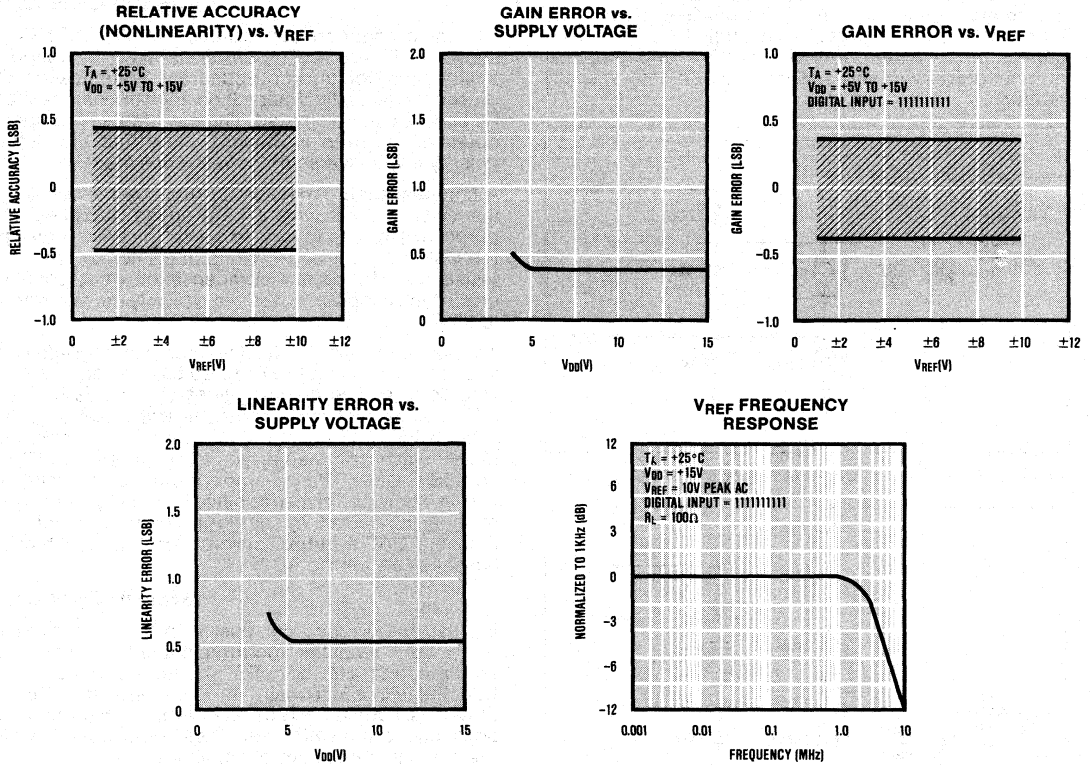 RELATIVE ACCURACY
(NONLINEARITY) vs. VREF
1.0
0.5
0
–0.5
–1.0
RELATIVE ACCURACY (LSB)
TA = +25°C
VDD = +5V TO +15V
0 ±2 ±4 ±6 ±8 ±10 ±12
VREF(V)
GAIN ERROR vs.
SUPPLY VOLTAGE
2.0
1.5
1.0
0.5
0
GAIN ERROR (LSB)
0 5 10 15
VDD(V)
GAIN ERROR vs. VREF
1.0
0.5
0
–0.5
–1.0
GAIN ERROR (LSB)
TA = +25°C
VDD = +5V TO +15V
DIGITAL INPUT = 1111111111
0 ±2 ±4 ±6 ±8 ±10 ±12
VREF(V)
LINEARITY ERROR vs.
SUPPLY VOLTAGE
2.0
1.5
1.0
0.5
0
LINEARITY ERROR (LSB)
0 5 10 15
VDD(V)
VREF FREQUENCY
RESPONSE
12
6
3
0
–3
–6
–12
NORMALIZED TO 1KHz (dB)
TA = +25°C
VDD = +15V
VREF = 10V PEAK AC
DIGITAL INPUT = 1111111111
RL = 100Ω
0.001 0.01 0.1 1.0 10
FREQUENCY (MHz)